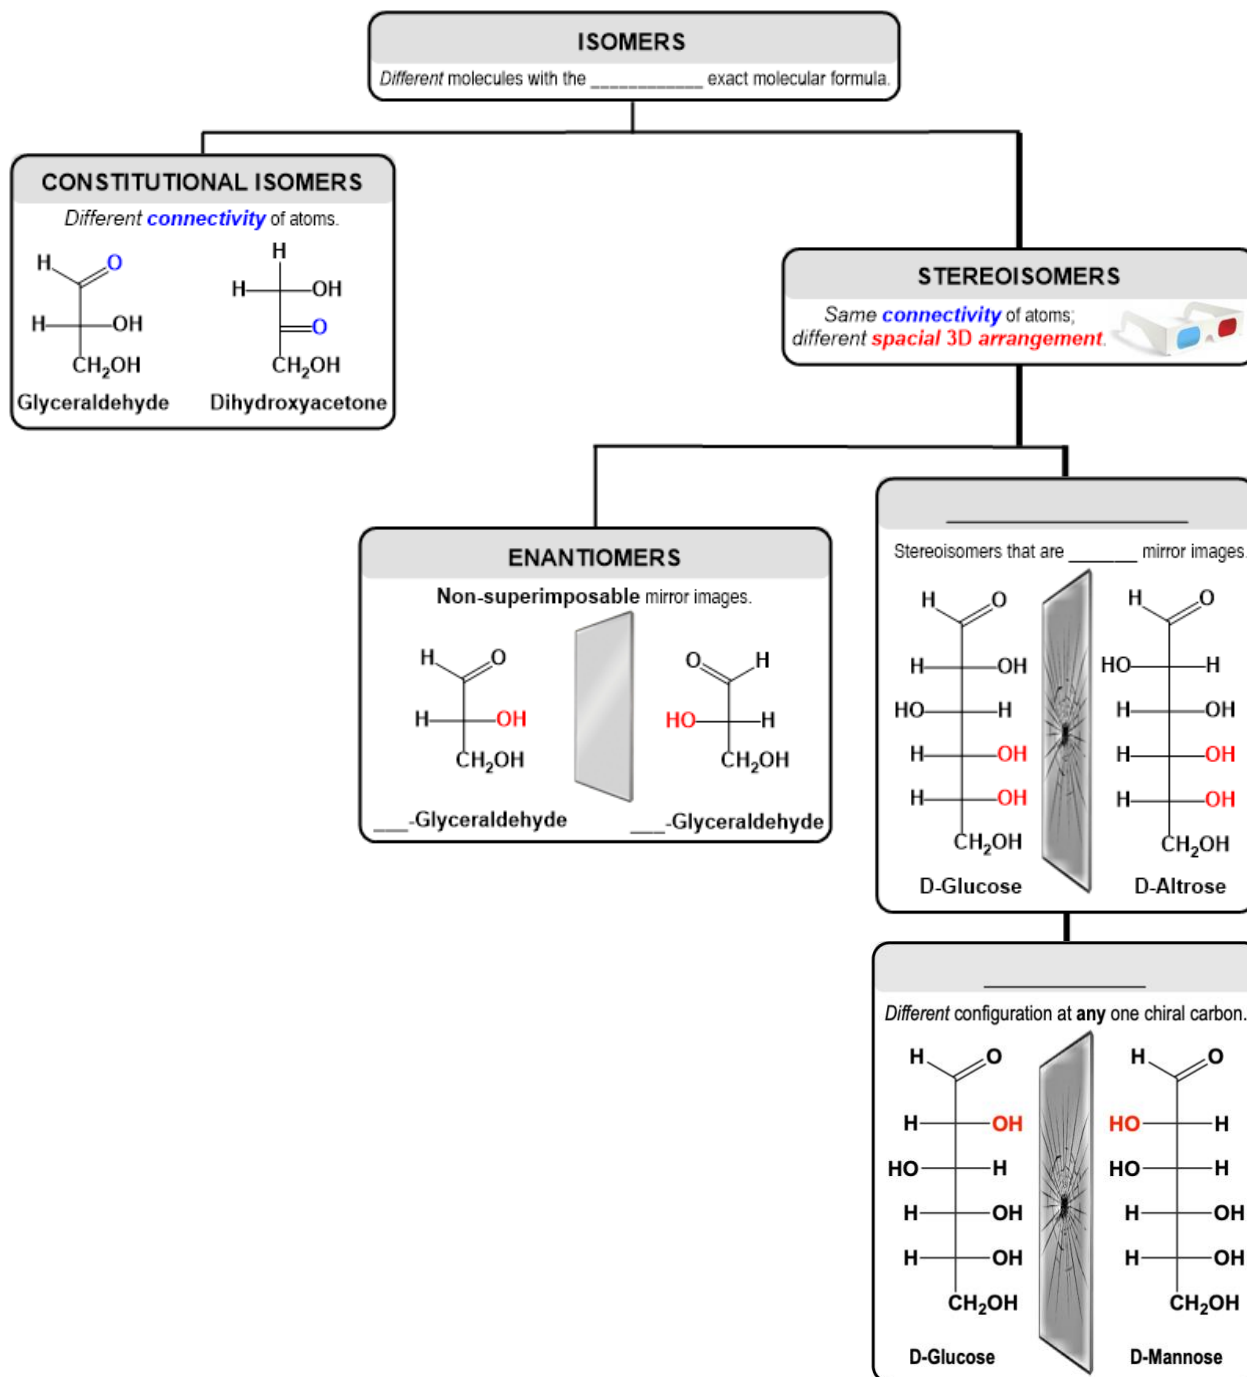 ISOMERS
Different molecules with the ____________ exact molecular formula.
CONSTITUTIONAL ISOMERS
Different connectivity of atoms.
H O
H OH
CH₂OH
Glyceraldehyde
H
H OH
O
CH₂OH
Dihydroxyacetone
STEREOISOMERS
Same connectivity of atoms;
different spacial 3D arrangement.
ENANTIOMERS
Non-superimposable mirror images.
H O
H OH
CH₂OH
___-Glyceraldehyde
O H
HO H
CH₂OH
___-Glyceraldehyde
____________________
Stereoisomers that are _______ mirror images.
H O
H OH
HO H
H OH
H OH
CH₂OH
D-Glucose
H O
HO H
H OH
H OH
H OH
CH₂OH
D-Altrose
______________
Different configuration at any one chiral carbon.
H O
H OH
HO H
H OH
H OH
CH₂OH
D-Glucose
H O
HO H
HO H
H OH
H OH
CH₂OH
D-Mannose